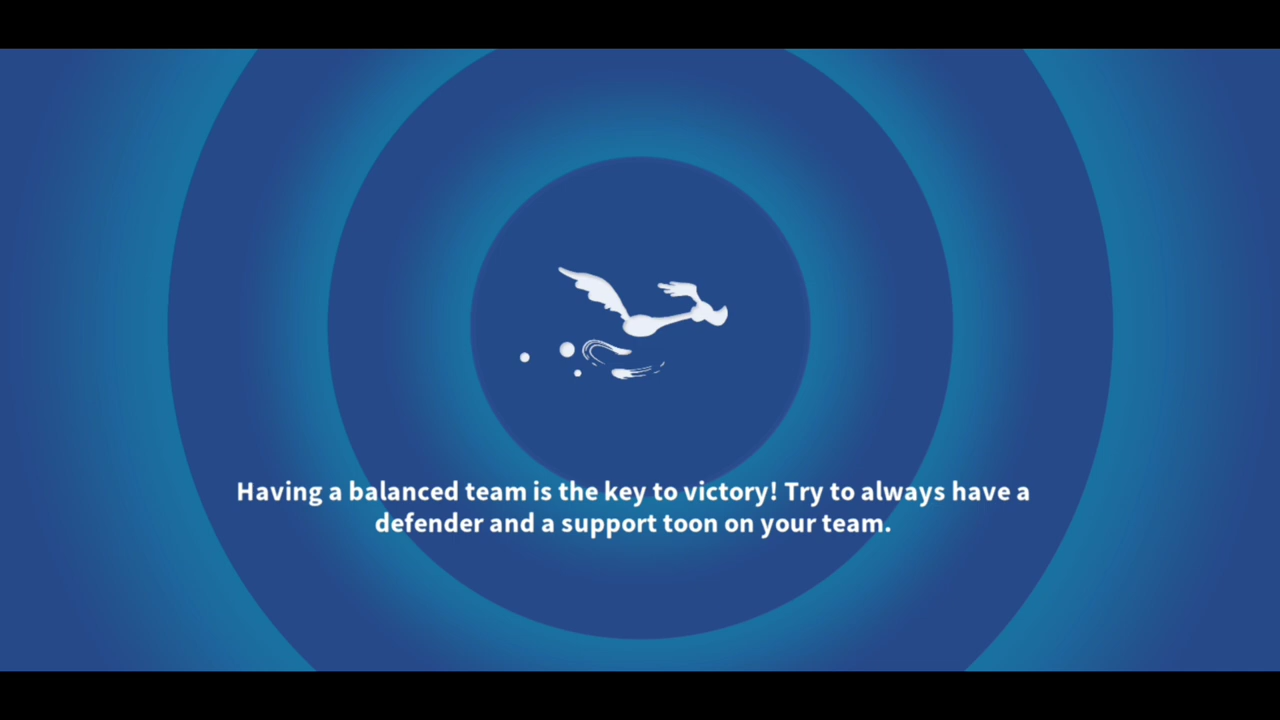 Having a balanced team is the key to victory! Try to always have a
defender and a support toon on your team.